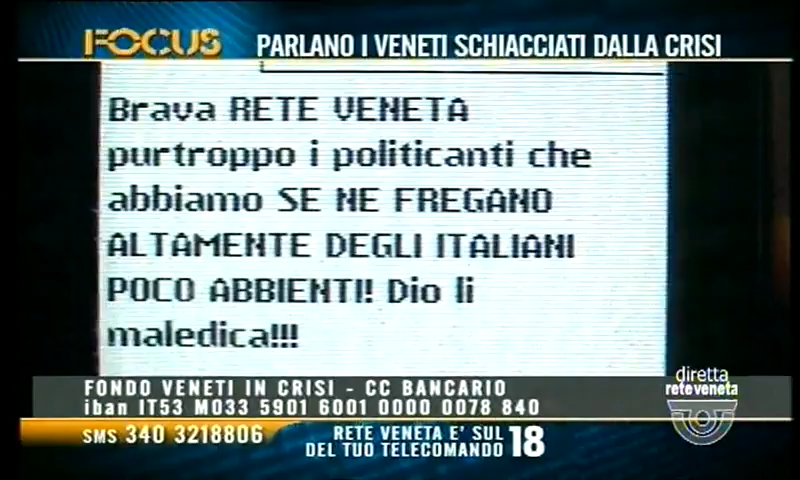 FOCUS PARLANO I VENETI SCHIACCIATI DALLA CRISI
Brava RETE VENETA
purtroppo i politicanti che
abbiamo SE NE FREGANO
ALTAMENTE DEGLI ITALIANI
POCO ABBIENTI! Dio li
maledica!!!
FONDO VENETI IN CRISI - CC BANCARIO
iban IT53 M033 5901 6001 0000 0078 840
diretta
reteveneta
SMS 340 3218806
RETE VENETA E' SUL
DEL TUO TELECOMANDO 18